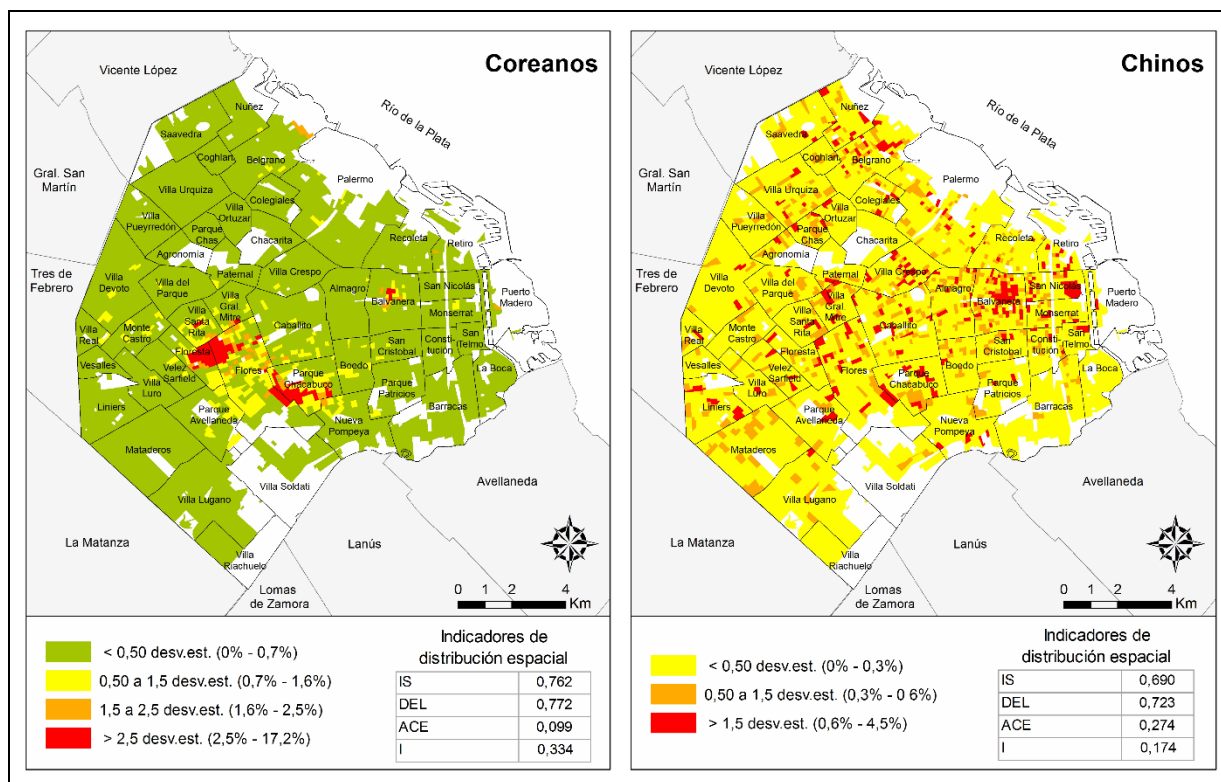 Coreanos
Vicente López
Río de la Plata
Nuñez
Saavedra
Coghlan
Belgrano
Gral. San
Martín
Palermo
Villa Urquiza
Colegiales
Villa
Ortuzar
Villa
Pueyrredón
Parque
Chas
Chacarita
Recoleta
Retiro
Agronomía
Tres de
Febrero
Villa
Devoto
Paternal
Villa Crespo
Villa del
Parque
Almagro
San Nicolás
Puerto
Madero
Balvanera
Villa
Gral.
Mitre
Villa
Santa
Rita
Monserrat
Villa
Real
Monte
Castro
Caballito
San
Cristobal
Consti-
tución
San
Telmo
Floresta
Versalles
Velez
Sarfield
Flores
Boedo
La Boca
Villa
Luro
Parque
Chacabuco
Parque
Patricios
Liniers
Parque
Avellaneda
Barracas
Nueva
Pompeya
Mataderos
Villa Lugano
Villa Soldati
Avellaneda
La Matanza
Villa
Riachuelo
Lanús
Lomas
de Zamora
0 1 2 4
Km
< 0,50 desv.est. (0% - 0,7%)
0,50 a 1,5 desv.est. (0,7% - 1,6%)
1,5 a 2,5 desv.est. (1,6% - 2,5%)
> 2,5 desv.est. (2,5% - 17,2%)
Indicadores de
distribución espacial
IS 0,762
DEL 0,772
ACE 0,099
I 0,334
Chinos
Vicente López
Río de la Plata
Nuñez
Saavedra
Coghlan
Belgrano
Gral. San
Martín
Palermo
Villa Urquiza
Colegiales
Villa
Ortuzar
Villa
Pueyrredón
Parque
Chas
Chacarita
Recoleta
Retiro
Agronomía
Tres de
Febrero
Villa
Devoto
Paternal
Villa Crespo
Villa del
Parque
Almagro
San Nicolás
Puerto
Madero
Balvanera
Villa
Gral.
Mitre
Villa
Santa
Rita
Monserrat
Villa
Real
Monte
Castro
Caballito
San
Cristobal
Consti-
tución
San
Telmo
Floresta
Versalles
Velez
Sarfield
Flores
Boedo
La Boca
Villa
Luro
Parque
Chacabuco
Parque
Patricios
Liniers
Parque
Avellaneda
Barracas
Nueva
Pompeya
Mataderos
Villa Lugano
Villa Soldati
Avellaneda
La Matanza
Villa
Riachuelo
Lanús
Lomas
de Zamora
0 1 2 4
Km
< 0,50 desv.est. (0% - 0,3%)
0,50 a 1,5 desv.est. (0,3% - 0 6%)
> 1,5 desv.est. (0,6% - 4,5%)
Indicadores de
distribución espacial
IS 0,690
DEL 0,723
ACE 0,274
I 0,174